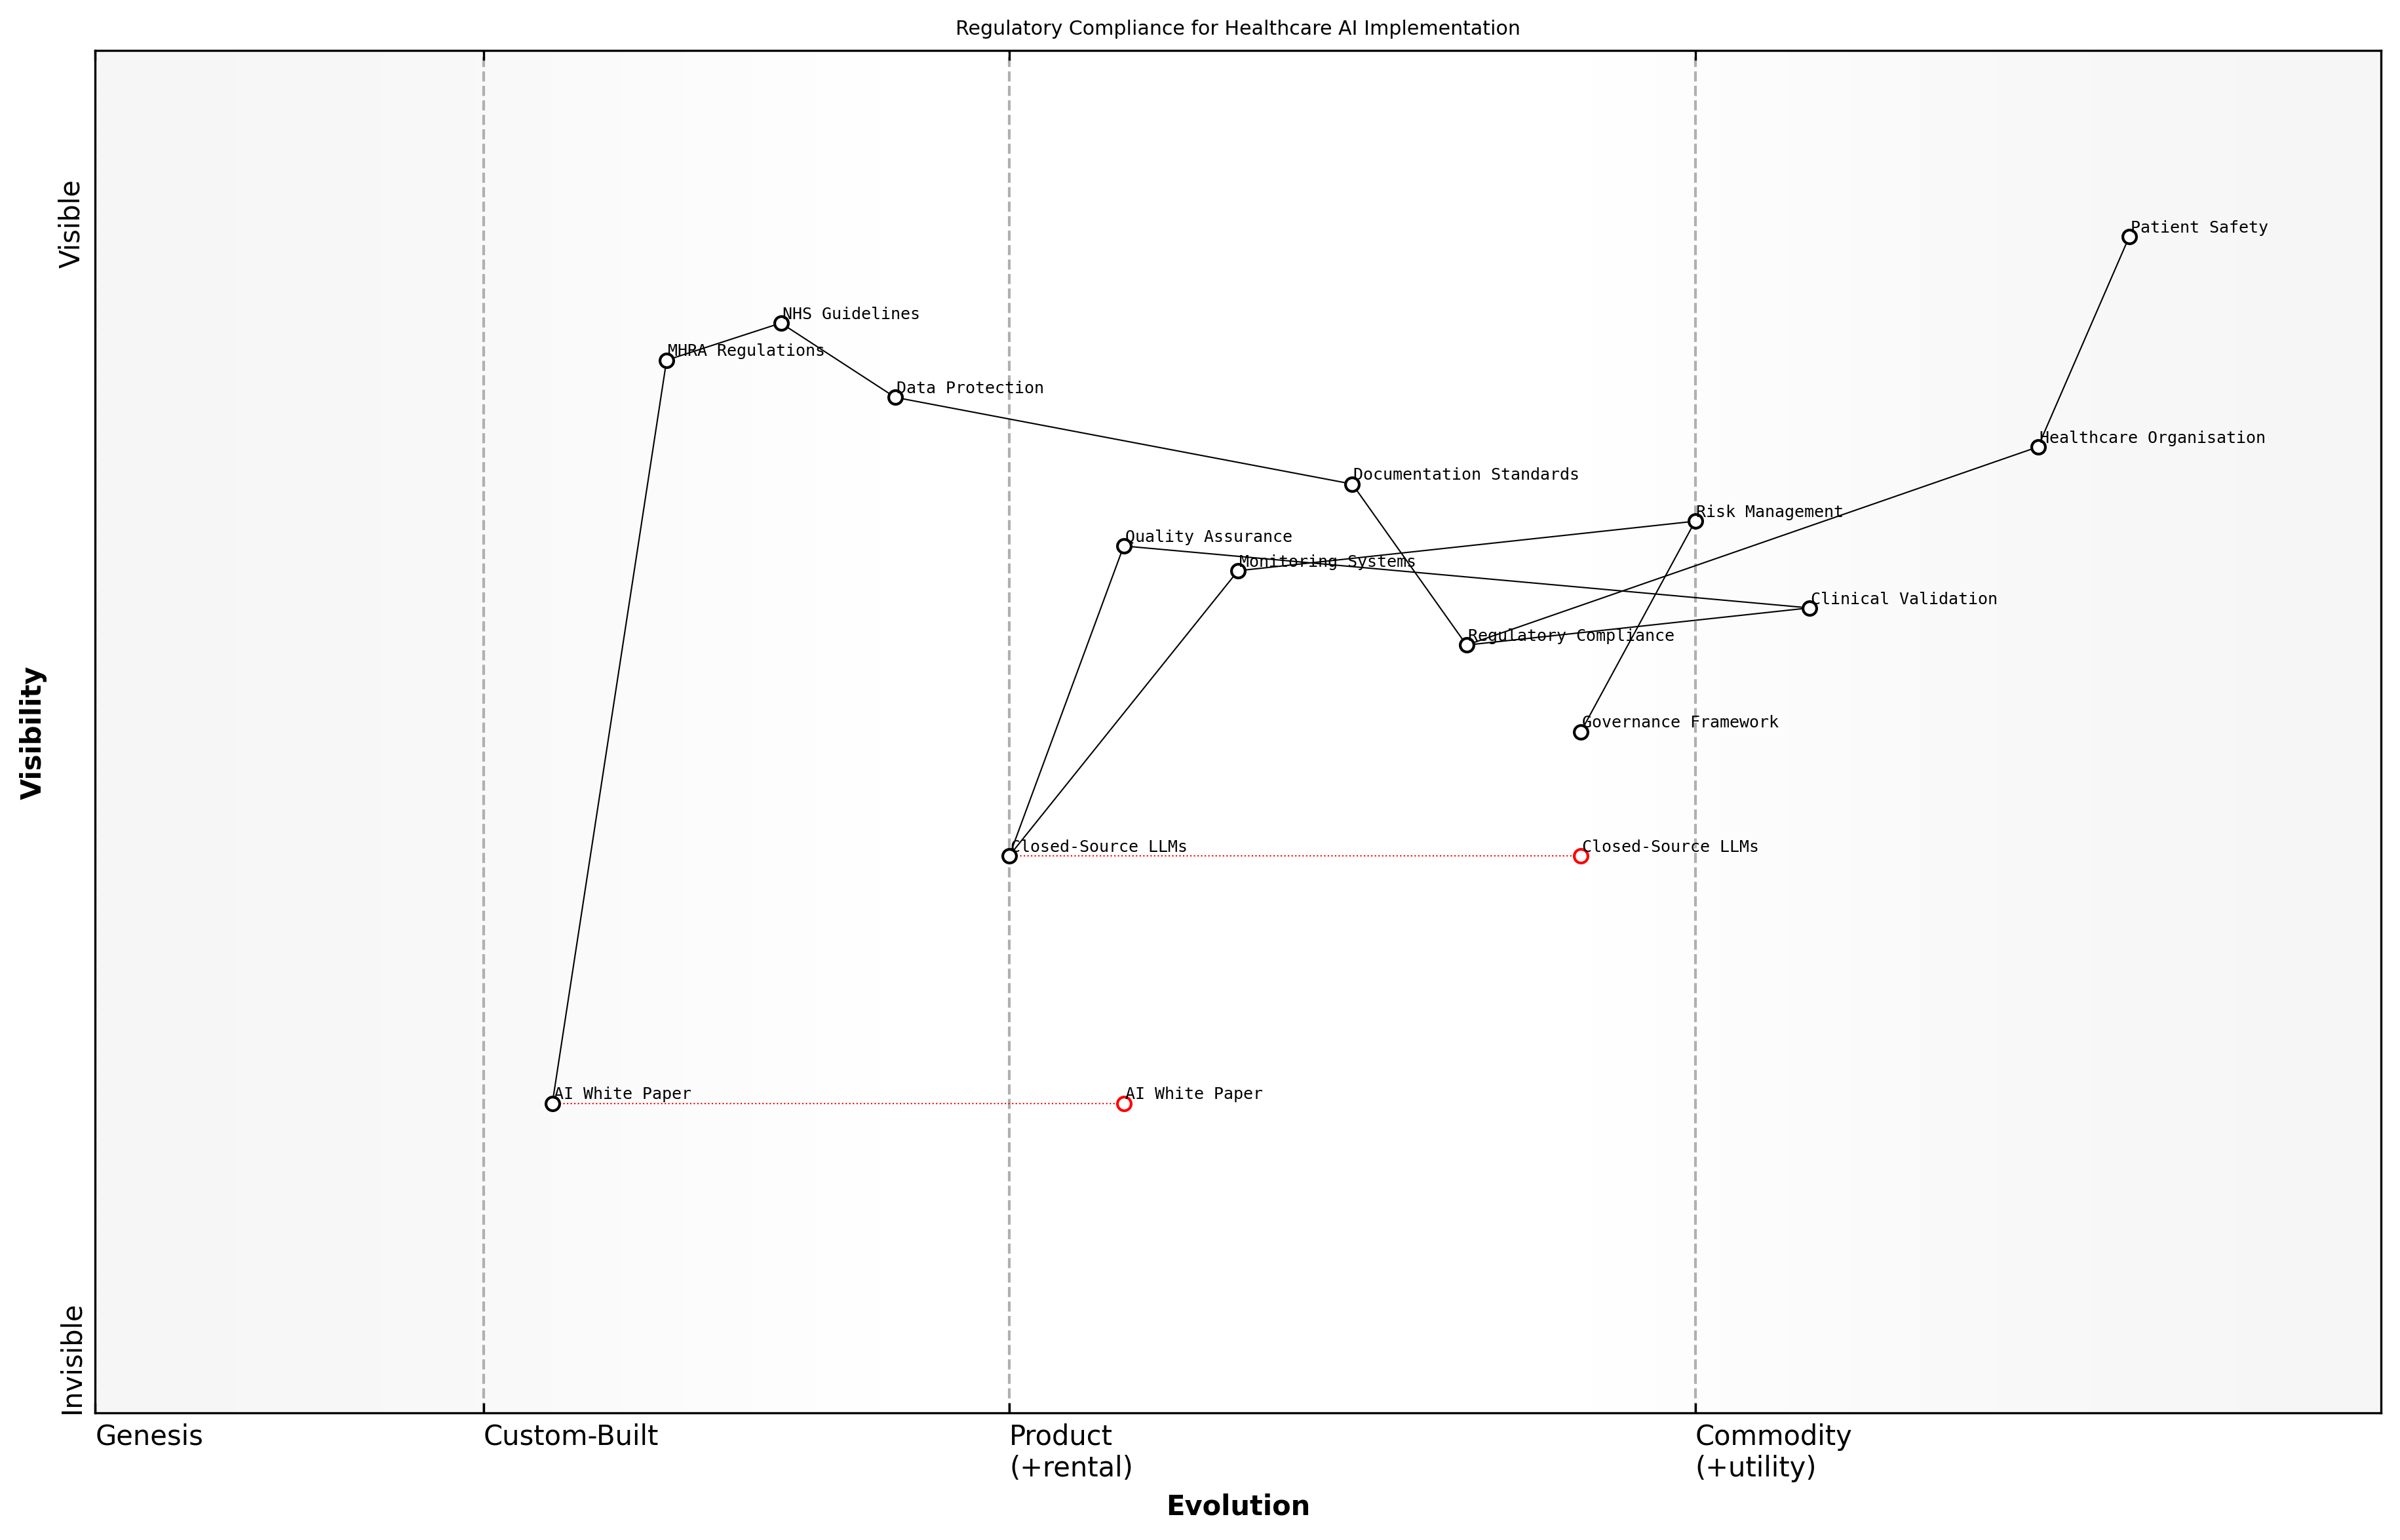 Regulatory Compliance for Healthcare AI Implementation
Visible
Patient Safety
NHS Guidelines
MHRA Regulations
Data Protection
Healthcare Organisation
Documentation Standards
Risk Management
Quality Assurance
Monitoring Systems
Clinical Validation
Regulatory Compliance
Governance Framework
Visibility
Closed-Source LLMs
Closed-Source LLMs
AI White Paper
AI White Paper
Invisible
Genesis
Custom-Built
Product
(+rental)
Commodity
(+utility)
Evolution